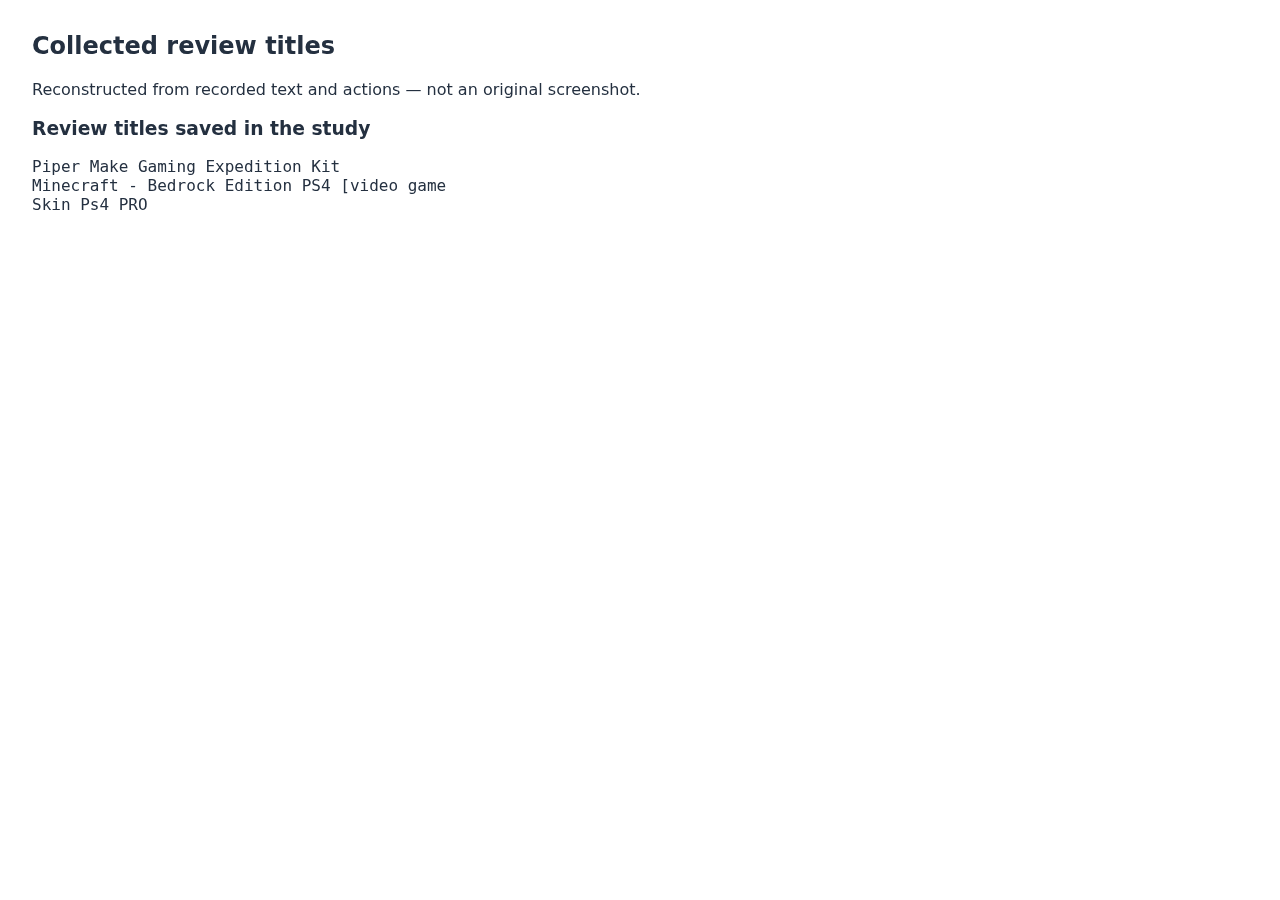 Collected review titles
Reconstructed from recorded text and actions — not an original screenshot.
Review titles saved in the study
Piper Make Gaming Expedition Kit
Minecraft - Bedrock Edition PS4 [video game
Skin Ps4 PRO